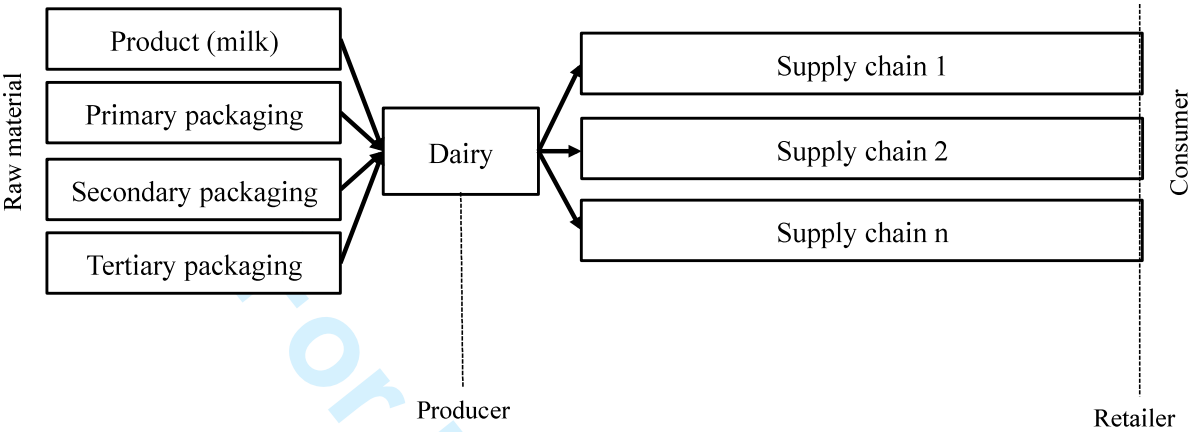 Raw material
Product (milk)
Primary packaging
Secondary packaging
Tertiary packaging
Dairy
Producer
Supply chain 1
Supply chain 2
Supply chain n
Retailer
Consumer
For